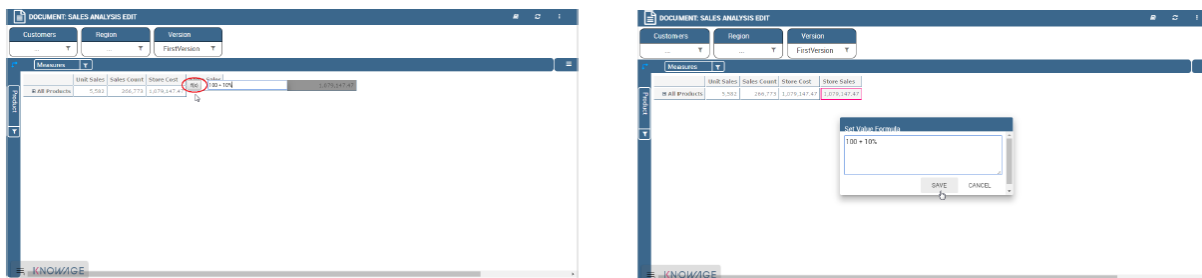 DOCUMENT: SALES ANALYSIS EDIT
Customers Region Version
... ... FirstVersion
Measures
Unit Sales Sales Count Store Cost Sales
All Products 5,582 266,773 1,079,147.47 100 + 10% 1,079,147.47
Product
KNOWAGE
DOCUMENT: SALES ANALYSIS EDIT
Customers Region Version
... ... FirstVersion
Measures
Unit Sales Sales Count Store Cost Store Sales
All Products 5,582 266,773 1,079,147.47 1,079,147.47
Product
Set Value Formula
100 + 10%
SAVE CANCEL
KNOWAGE